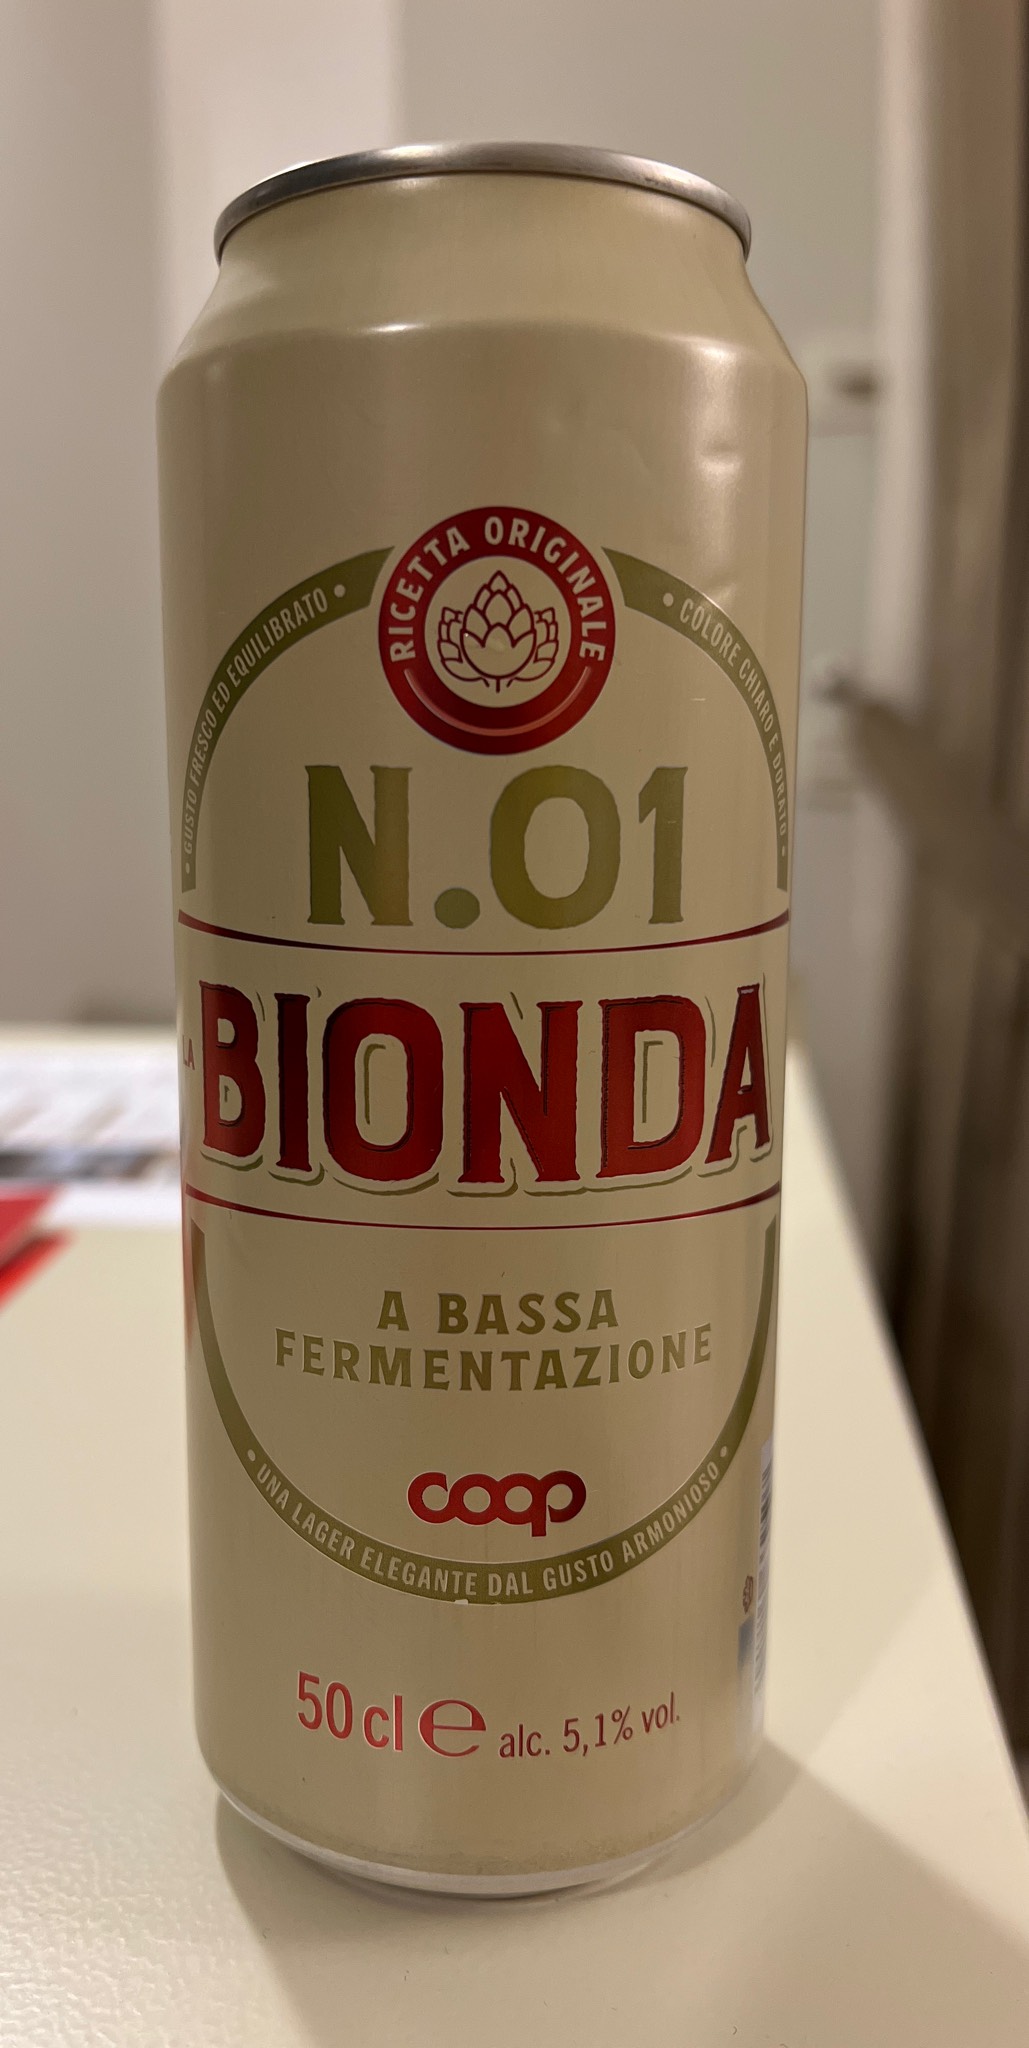 RICETTA ORIGINALE
• GUSTO FRESCO ED EQUILIBRATO •
• COLORE CHIARO E DORATO •
N.01
LA
BIONDA
A BASSA
FERMENTAZIONE
coop
• UNA LAGER ELEGANTE DAL GUSTO ARMONIOSO •
50 cl e alc. 5,1% vol.